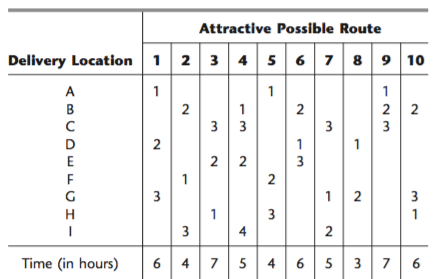 Attractive Possible Route
Delivery Location 1 2 3 4 5 6 7 8 9 10
A 1 1 1
B 2 1 2 2 2
C 3 3 3 3
D 2 1 1
E 2 2 3
F 1 2
G 3 1 2 3
H 1 3 1
I 3 4 2
Time (in hours) 6 4 7 5 4 6 5 3 7 6